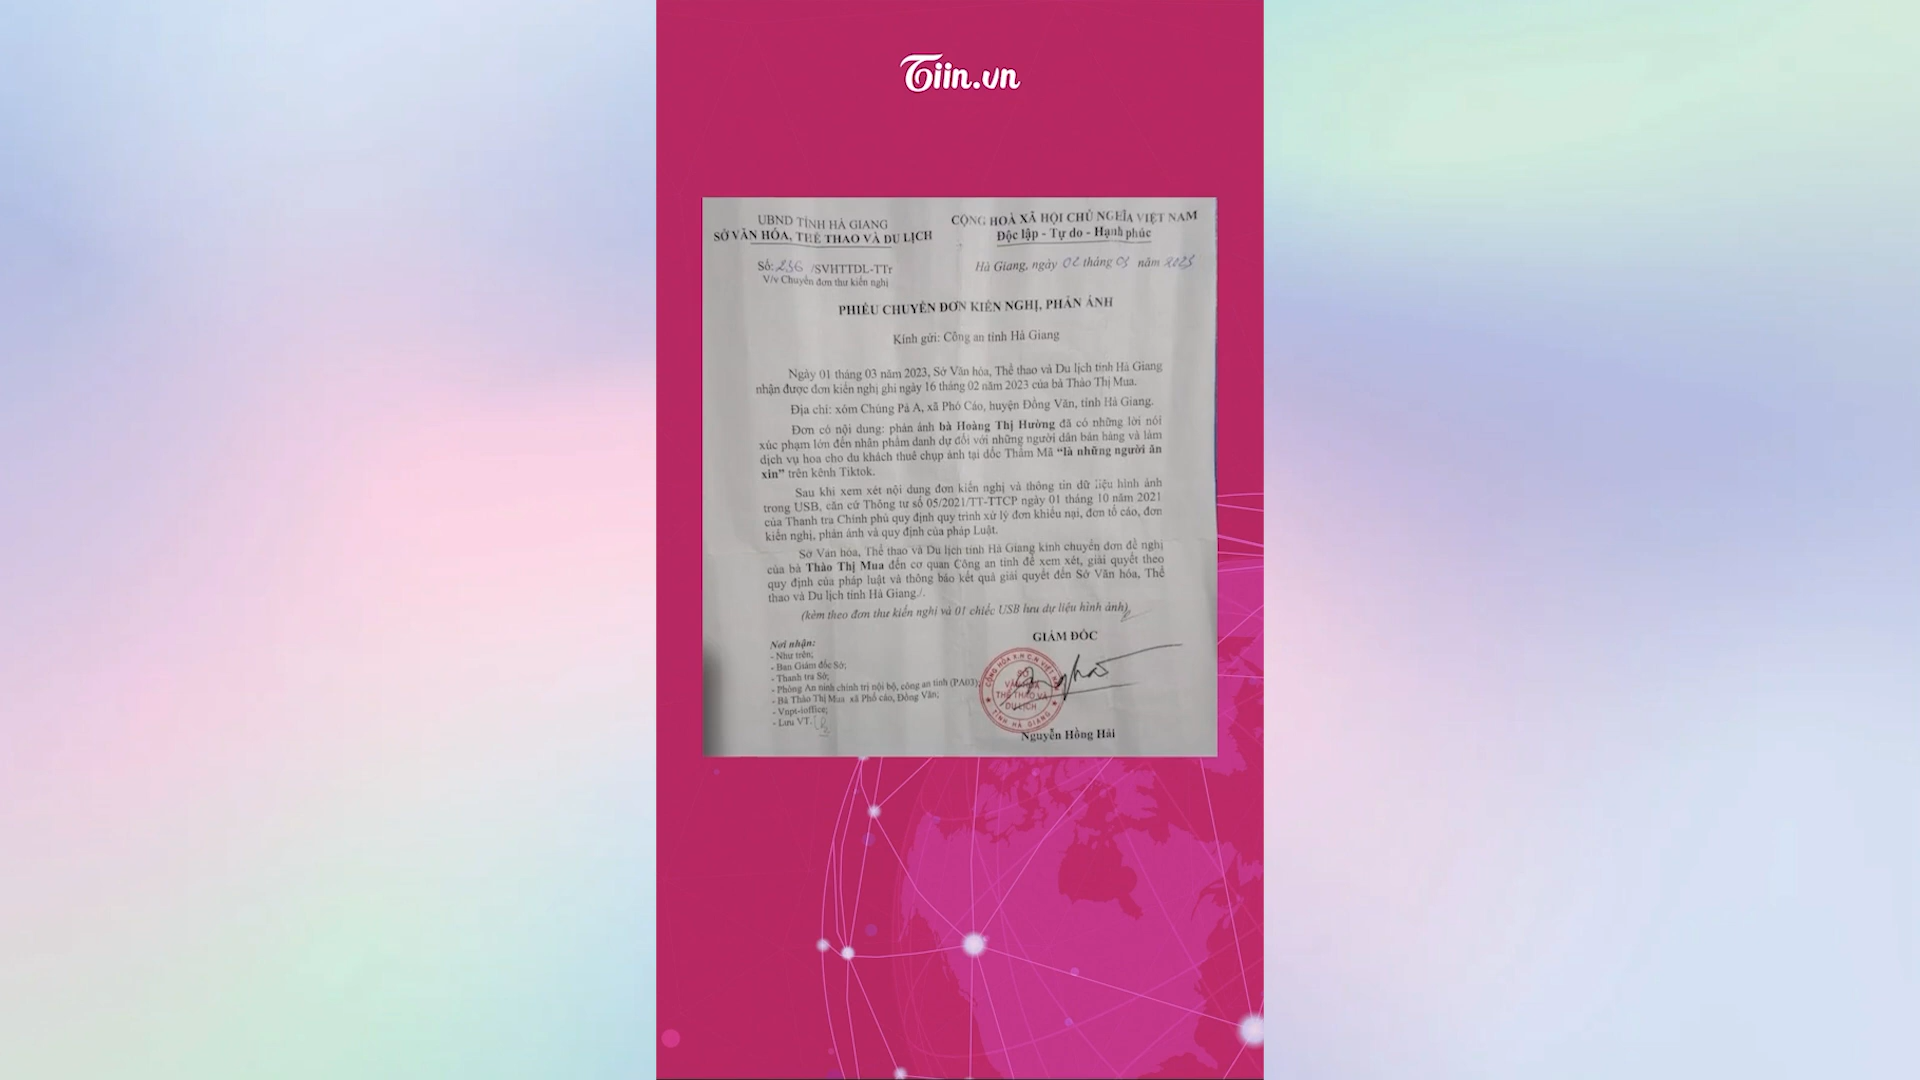 Tiin.vn
UBND TỈNH HÀ GIANG
SỞ VĂN HÓA, THỂ THAO VÀ DU LỊCH
CỘNG HOÀ XÃ HỘI CHỦ NGHĨA VIỆT NAM
Độc lập - Tự do - Hạnh phúc
Số: 236 /SVHTTDL-TTr
V/v Chuyển đơn thư kiến nghị
Hà Giang, ngày 02 tháng 03 năm 2023
PHIẾU CHUYỂN ĐƠN KIẾN NGHỊ, PHẢN ÁNH
Kính gửi: Công an tỉnh Hà Giang
Ngày 01 tháng 03 năm 2023, Sở Văn hóa, Thể thao và Du lịch tỉnh Hà Giang
nhận được đơn kiến nghị ghi ngày 16 tháng 02 năm 2023 của bà Thào Thị Mua.
Địa chỉ: xóm Chúng Pả A, xã Phó Cáo, huyện Đồng Văn, tỉnh Hà Giang.
Đơn có nội dung: phản ánh bà Hoàng Thị Hường đã có những lời nói
xúc phạm lớn đến nhân phẩm danh dự đối với những người dân bán hàng và làm
dịch vụ hoa cho du khách thuê chụp ảnh tại dốc Thẩm Mã “là những người ăn
xin” trên kênh Tiktok.
Sau khi xem xét nội dung đơn kiến nghị và thông tin dữ liệu hình ảnh
trong USB, căn cứ Thông tư số 05/2021/TT-TTCP ngày 01 tháng 10 năm 2021
của Thanh tra Chính phủ quy định quy trình xử lý đơn khiếu nại, đơn tố cáo, đơn
kiến nghị, phản ánh và quy định của pháp Luật.
Sở Văn hóa, Thể thao và Du lịch tỉnh Hà Giang kính chuyển đơn đề nghị
của bà Thào Thị Mua đến cơ quan Công an tỉnh để xem xét, giải quyết theo
quy định của pháp luật và thông báo kết quả giải quyết đến Sở Văn hóa, Thể
thao và Du lịch tỉnh Hà Giang./.
(kèm theo đơn thư kiến nghị và 01 chiếc USB lưu dự liệu hình ảnh)
Nơi nhận:
- Như trên;
- Ban Giám đốc Sở;
- Thanh tra Sở;
- Phòng An ninh chính trị nội bộ, công an tỉnh (PA03);
- Bà Thào Thị Mua xã Phố cáo, Đồng Văn;
- Vnpt-ioffice;
- Lưu VT.
GIÁM ĐỐC
CỘNG HÒA X.H.C.N VIỆT NAM
SỞ
VĂN HÓA
THỂ THAO VÀ
DU LỊCH
TỈNH HÀ GIANG
Nguyễn Hồng Hải